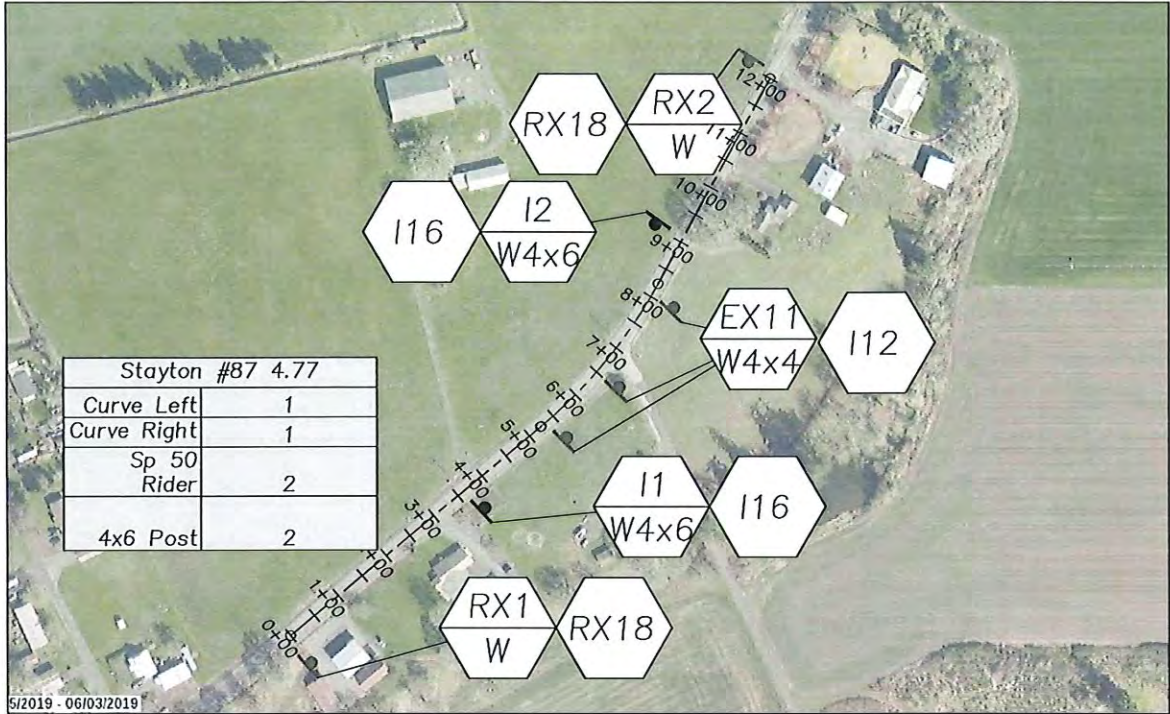 RX18
RX2
W
12+00
11+00
10+00
I16
I2
W4x6
9+00
8+00
EX11
W4x4
I12
7+00
6+00
5+00
4+00
3+00
+00
1+00
0+00
Stayton #87 4.77
Curve Left 1
Curve Right 1
Sp 50
Rider 2
4x6 Post 2
I1
W4x6
I16
RX1
W
RX18
5/2019 - 06/03/2019